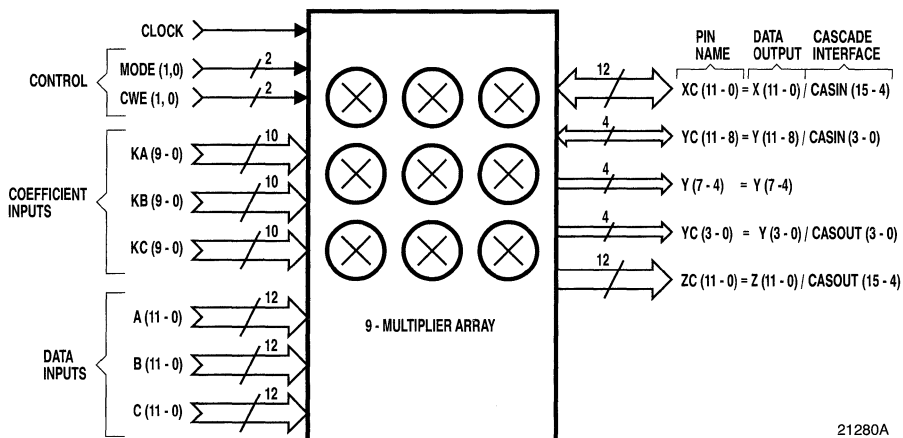 CLOCK
CONTROL
MODE (1,0)
2
CWE (1, 0)
2
COEFFICIENT
INPUTS
KA (9 - 0)
10
KB (9 - 0)
10
KC (9 - 0)
10
DATA
INPUTS
A (11 - 0)
12
B (11 - 0)
12
C (11 - 0)
12
9 - MULTIPLIER ARRAY
PIN NAME
DATA OUTPUT
CASCADE INTERFACE
12
XC (11 - 0) = X (11 - 0) / CASIN (15 - 4)
4
YC (11 - 8) = Y (11 - 8) / CASIN (3 - 0)
4
Y (7 - 4) = Y (7 -4)
4
YC (3 - 0) = Y (3 - 0) / CASOUT (3 - 0)
12
ZC (11 - 0) = Z (11 - 0) / CASOUT (15 - 4)
21280A